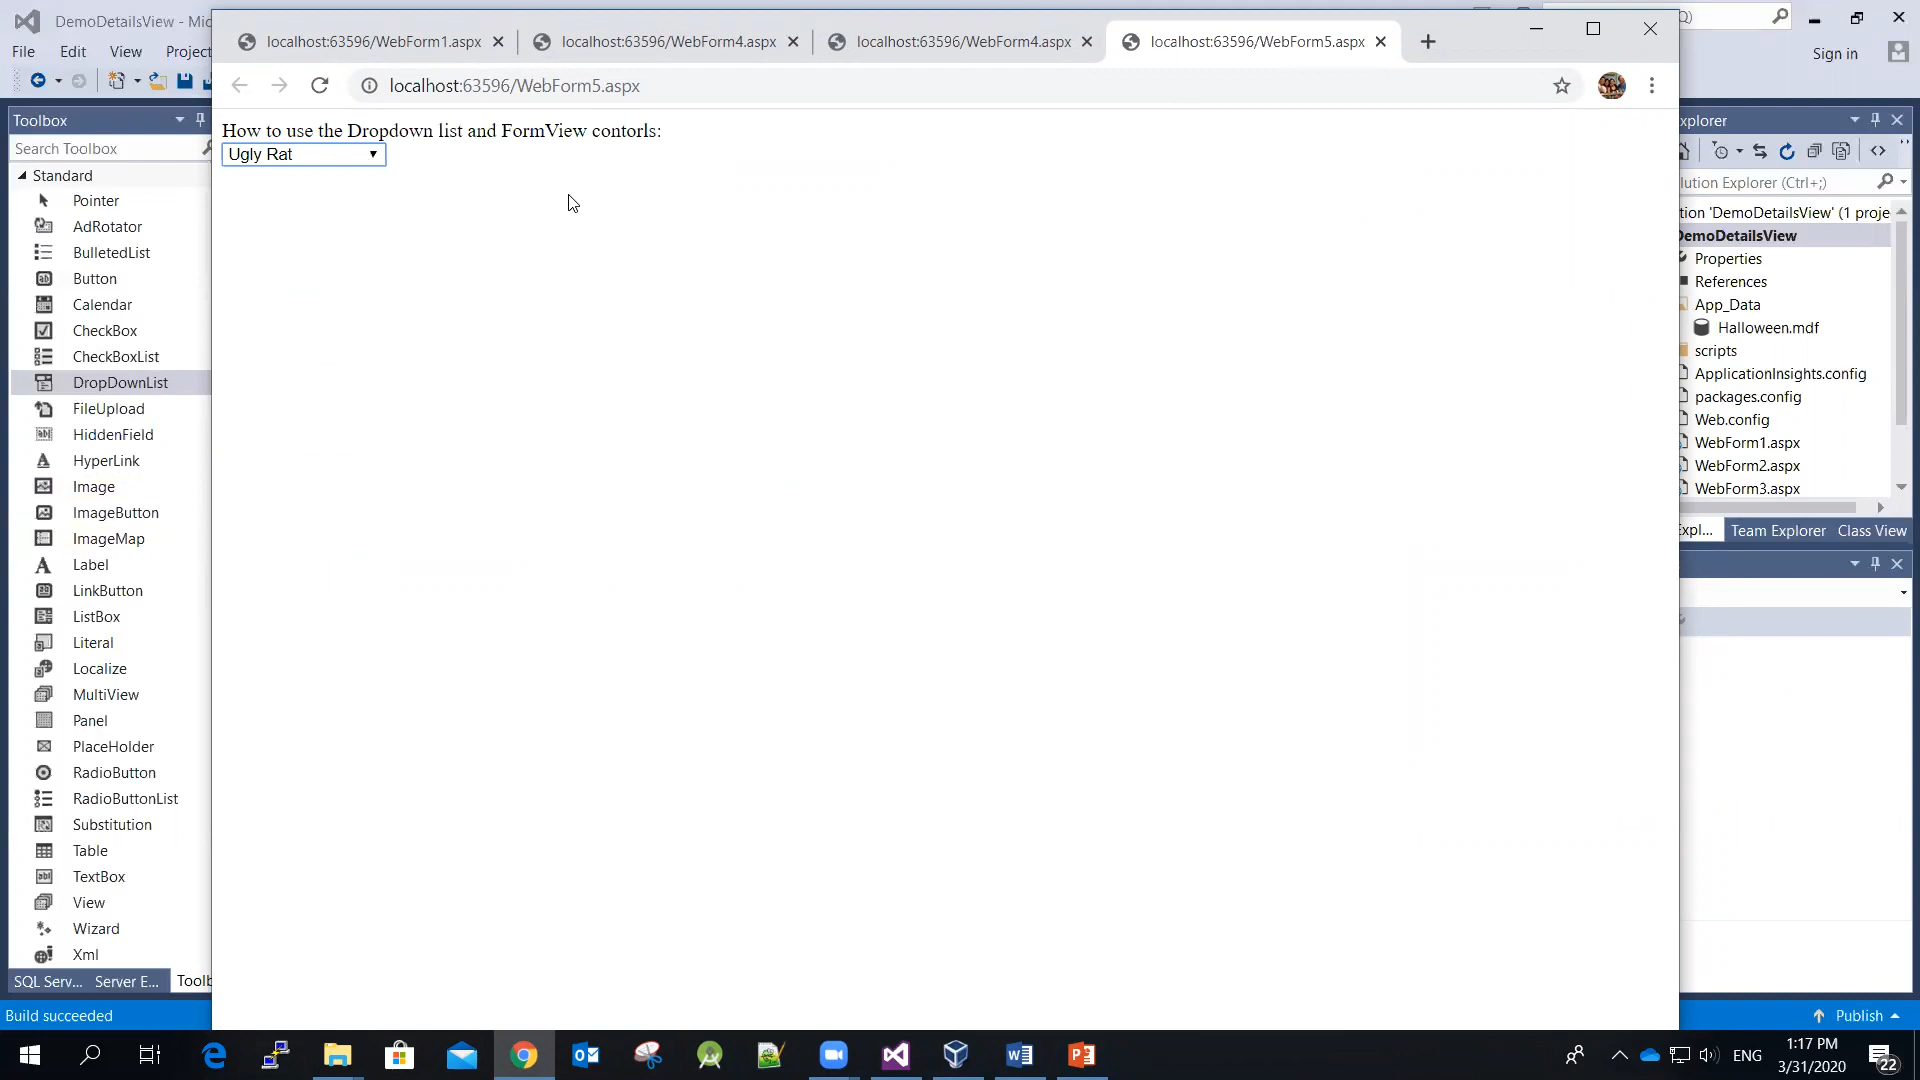 DemoDetailsView - Mic
File Edit View Project
localhost:63596/WebForm1.aspx
localhost:63596/WebForm4.aspx
localhost:63596/WebForm4.aspx
localhost:63596/WebForm5.aspx
Q)
Sign in
localhost:63596/WebForm5.aspx
How to use the Dropdown list and FormView contorls:
Ugly Rat
Toolbox
Search Toolbox
Standard
Pointer
AdRotator
BulletedList
Button
Calendar
CheckBox
CheckBoxList
DropDownList
FileUpload
HiddenField
HyperLink
Image
ImageButton
ImageMap
Label
LinkButton
ListBox
Literal
Localize
MultiView
Panel
PlaceHolder
RadioButton
RadioButtonList
Substitution
Table
TextBox
View
Wizard
Xml
SQL Serv... Server E... Toolb
xplorer
lution Explorer (Ctrl+;)
tion 'DemoDetailsView' (1 proje
DemoDetailsView
Properties
References
App_Data
Halloween.mdf
scripts
ApplicationInsights.config
packages.config
Web.config
WebForm1.aspx
WebForm2.aspx
WebForm3.aspx
Expl... Team Explorer Class View
Build succeeded
Publish
ENG
1:17 PM
3/31/2020
22